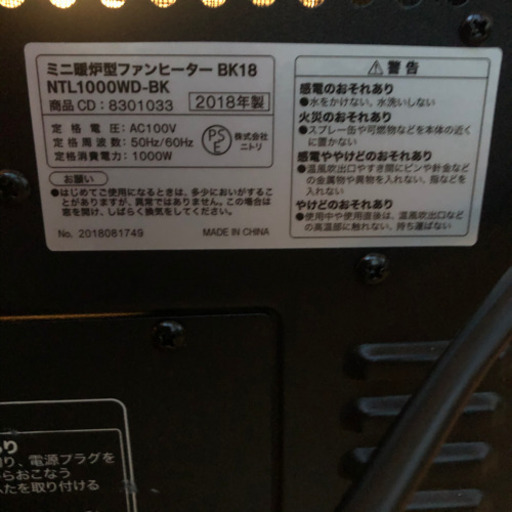 ミニ暖炉型ファンヒーター BK18
NTL1000WD-BK
商品 CD : 8301033 2018年製
定格電圧 : AC100V
定格周波数 : 50Hz/60Hz
定格消費電力 : 1000W
PSE
株式会社
ニトリ
お願い
●はじめてご使用になるときは、多少においがするこ
とがありますが、異常ではありません。この場合は
窓を開け、しばらく換気をしてください。
No. 2018081749 MADE IN CHINA
⚠警告
感電のおそれあり
●水をかけない、水洗いしない
火災のおそれあり
●スプレー缶や可燃物などを本体の近く
に置かない
感電ややけどのおそれあり
●温風吹出口やすき間にピンや針金など
の金属物や異物を入れない、指などを
入れない
やけどのおそれあり
●使用中や使用直後は、温風吹出口など
の高温部に触れない、持ち運ばない
あり
り、電源プラグを
らおこなう
ふたを取り付ける